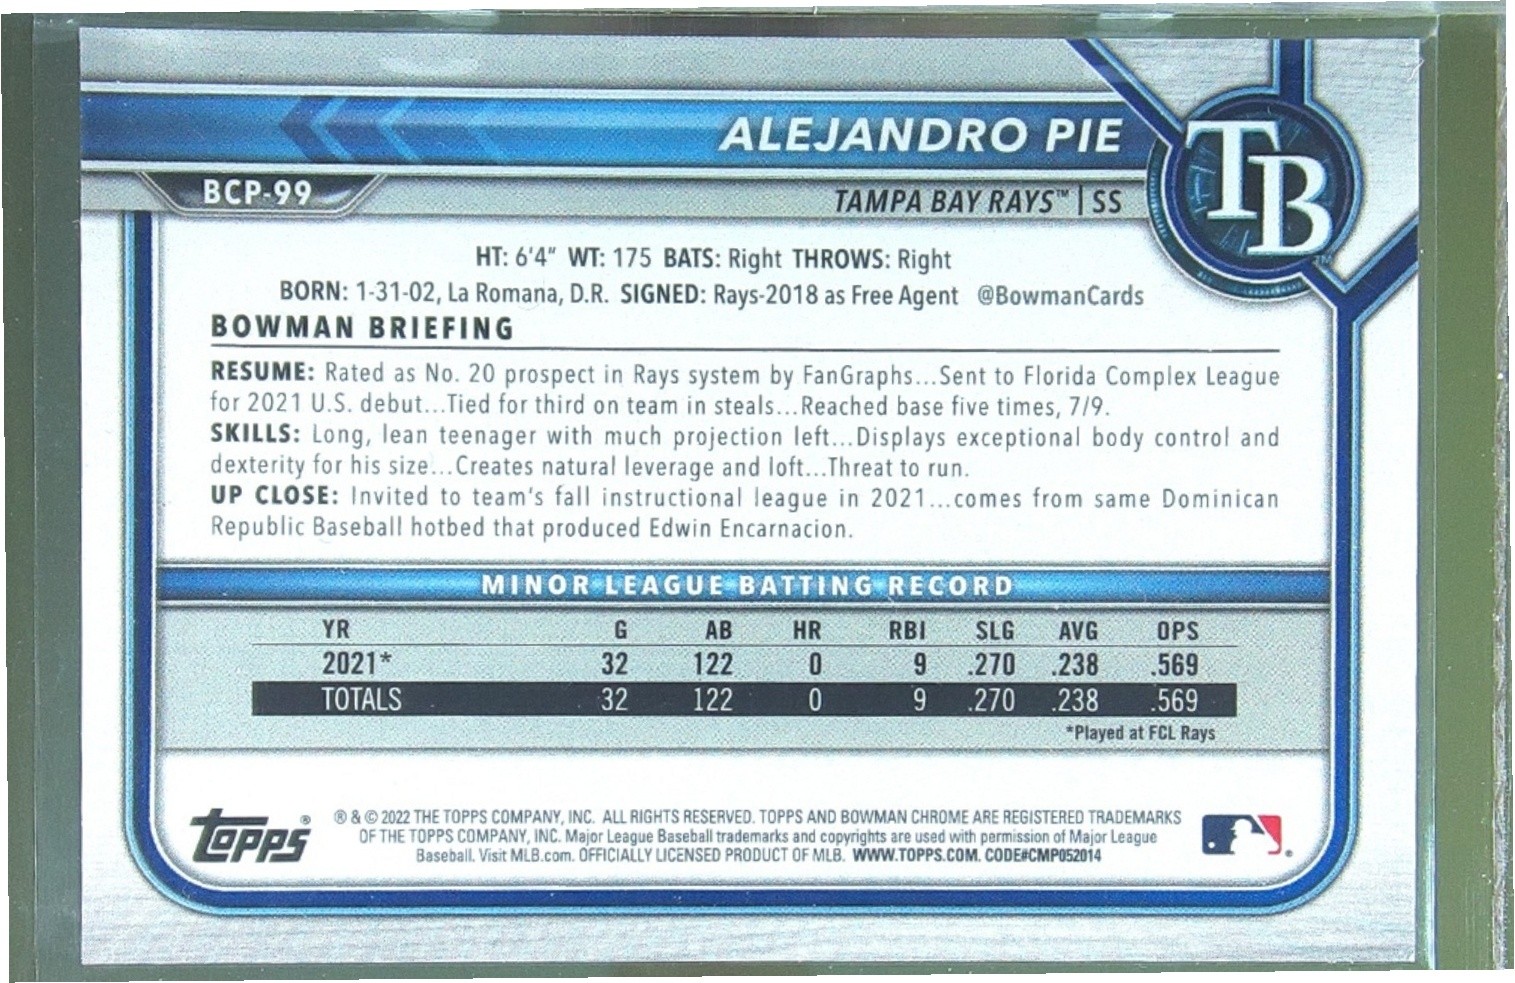 ALEJANDRO PIE
BCP-99
TAMPA BAY RAYS™ | SS
TB™
HT: 6'4" WT: 175 BATS: Right THROWS: Right
BORN: 1-31-02, La Romana, D.R. SIGNED: Rays-2018 as Free Agent @BowmanCards
BOWMAN BRIEFING
RESUME: Rated as No. 20 prospect in Rays system by FanGraphs...Sent to Florida Complex League
for 2021 U.S. debut...Tied for third on team in steals...Reached base five times, 7/9.
SKILLS: Long, lean teenager with much projection left...Displays exceptional body control and
dexterity for his size...Creates natural leverage and loft...Threat to run.
UP CLOSE: Invited to team's fall instructional league in 2021...comes from same Dominican
Republic Baseball hotbed that produced Edwin Encarnacion.
MINOR LEAGUE BATTING RECORD
YR G AB HR RBI SLG AVG OPS
2021* 32 122 0 9 .270 .238 .569
TOTALS 32 122 0 9 .270 .238 .569
*Played at FCL Rays
topps®
® & © 2022 THE TOPPS COMPANY, INC. ALL RIGHTS RESERVED. TOPPS AND BOWMAN CHROME ARE REGISTERED TRADEMARKS
OF THE TOPPS COMPANY, INC. Major League Baseball trademarks and copyrights are used with permission of Major League
Baseball. Visit MLB.com. OFFICIALLY LICENSED PRODUCT OF MLB. WWW.TOPPS.COM. CODE#CMP052014